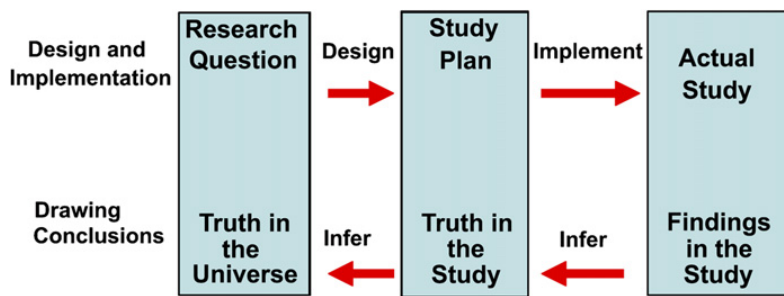 Design and
Implementation
Research
Question
Design
Study
Plan
Implement
Actual
Study
Drawing
Conclusions
Truth in
the
Universe
Infer
Truth in
the
Study
Infer
Findings
in the
Study